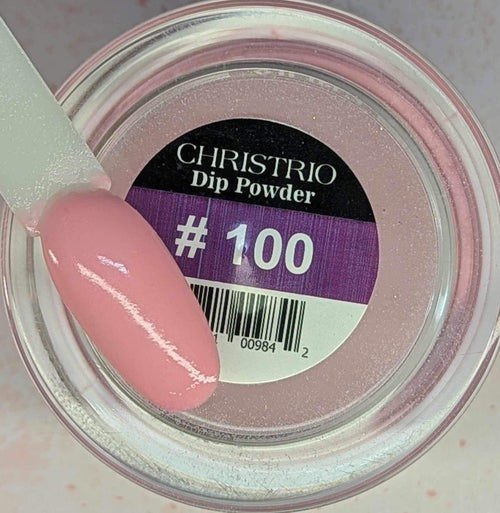 CHRISTRIO
Dip Powder
# 100
00984 2